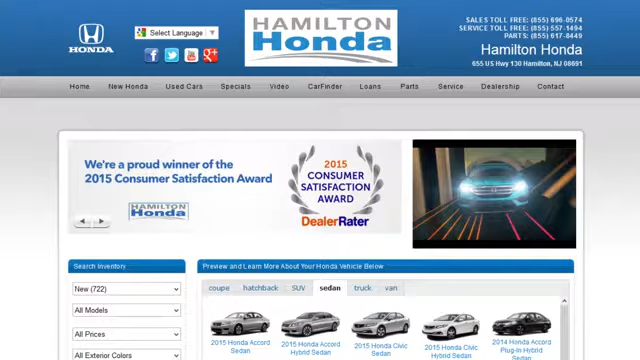 HONDA
Select Language
HAMILTON
Honda
SALES TOLL FREE: (855) 696-0574
SERVICE TOLL FREE: (855) 557-1494
PARTS: (855) 617-8449
Hamilton Honda
655 US Hwy 130 Hamilton, NJ 08691
Home New Honda Used Cars Specials Video CarFinder Loans Parts Service Dealership Contact
We're a proud winner of the
2015 Consumer Satisfaction Award
HAMILTON
Honda
2015
CONSUMER
SATISFACTION
AWARD
DealerRater
Search Inventory
New (722)
All Models
All Prices
All Exterior Colors
Preview and Learn More About Your Honda Vehicle Below
coupe hatchback SUV sedan truck van
2015 Honda Accord
Sedan
2015 Honda Accord
Hybrid Sedan
2015 Honda Civic
Sedan
2015 Honda Civic
Hybrid Sedan
2014 Honda Accord
Plug-In Hybrid
Sedan